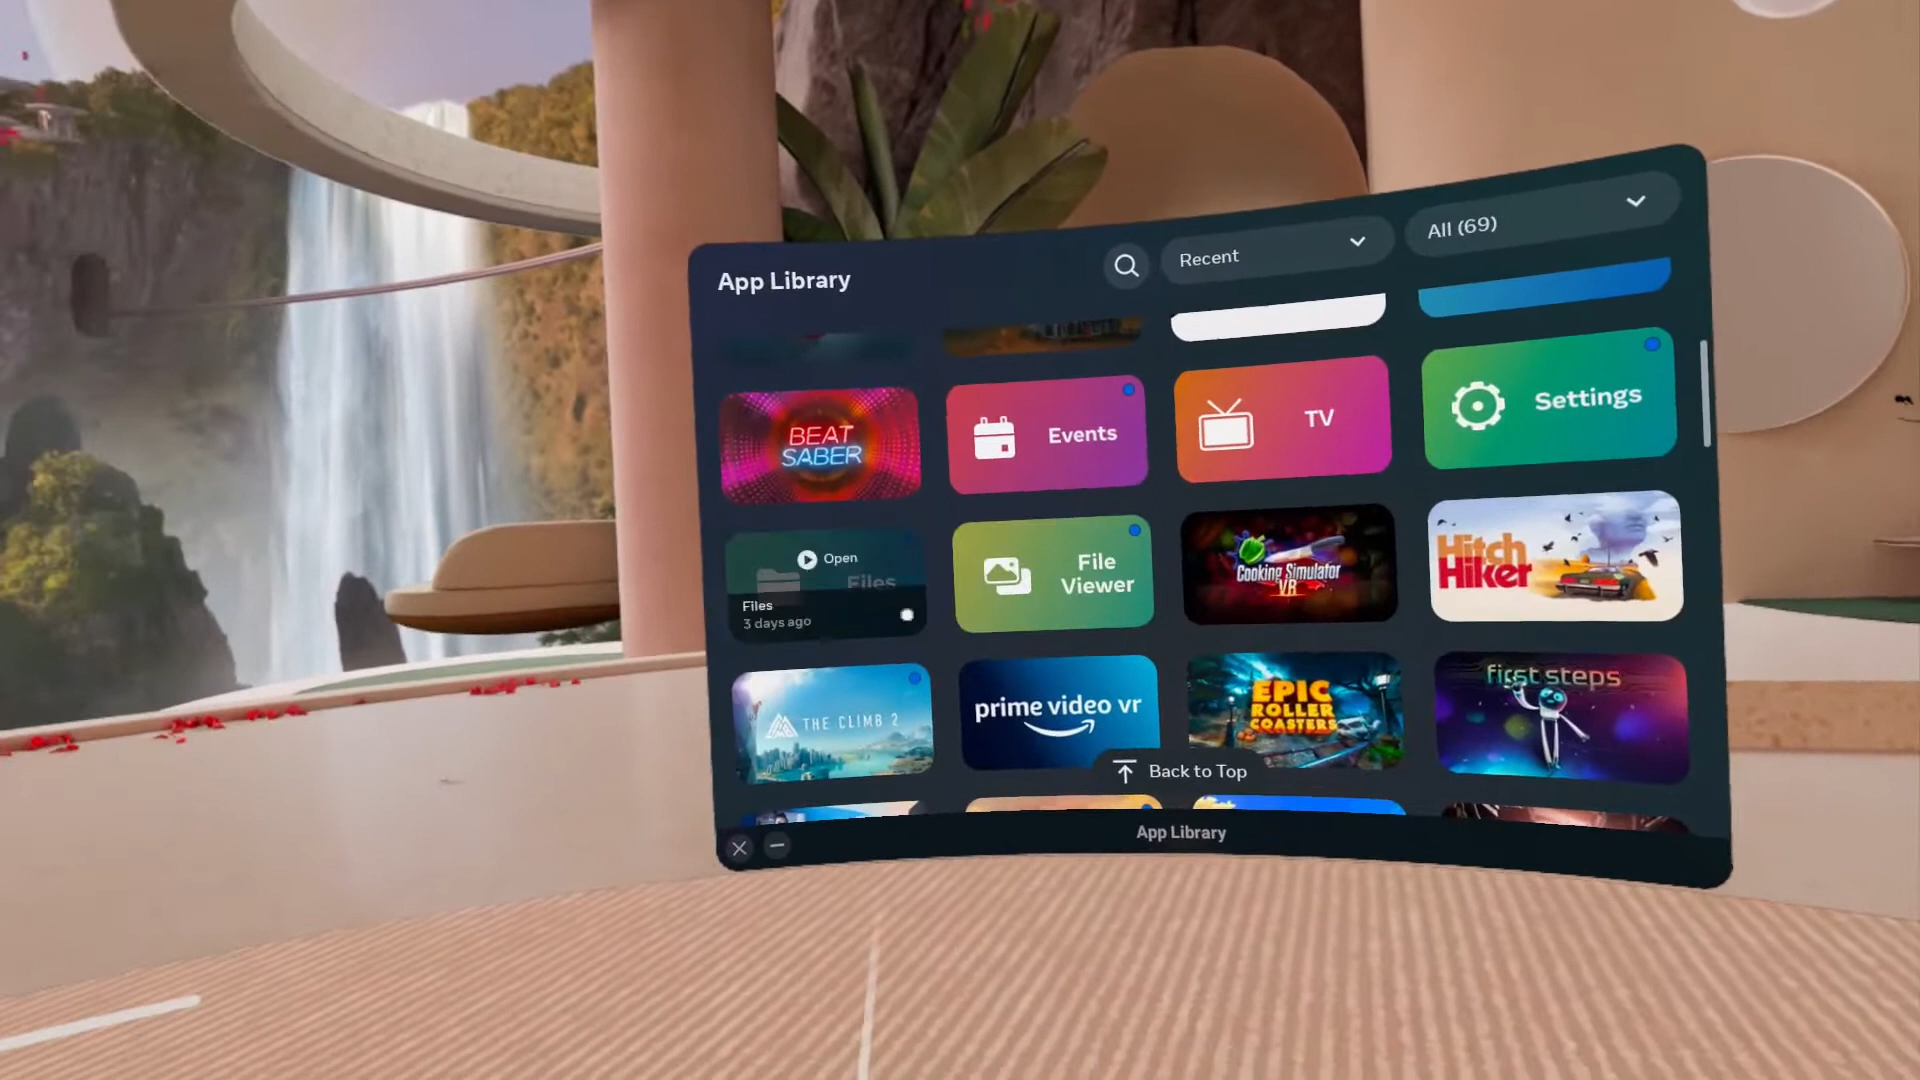 App Library
Recent
All (69)
BEAT
SABER
Events
TV
Settings
Open
Files
Files
3 days ago
File
Viewer
Cooking Simulator
VR
Hitch
Hiker
THE CLIMB 2
prime video vr
EPIC
ROLLER
COASTERS
first steps
Back to Top
App Library